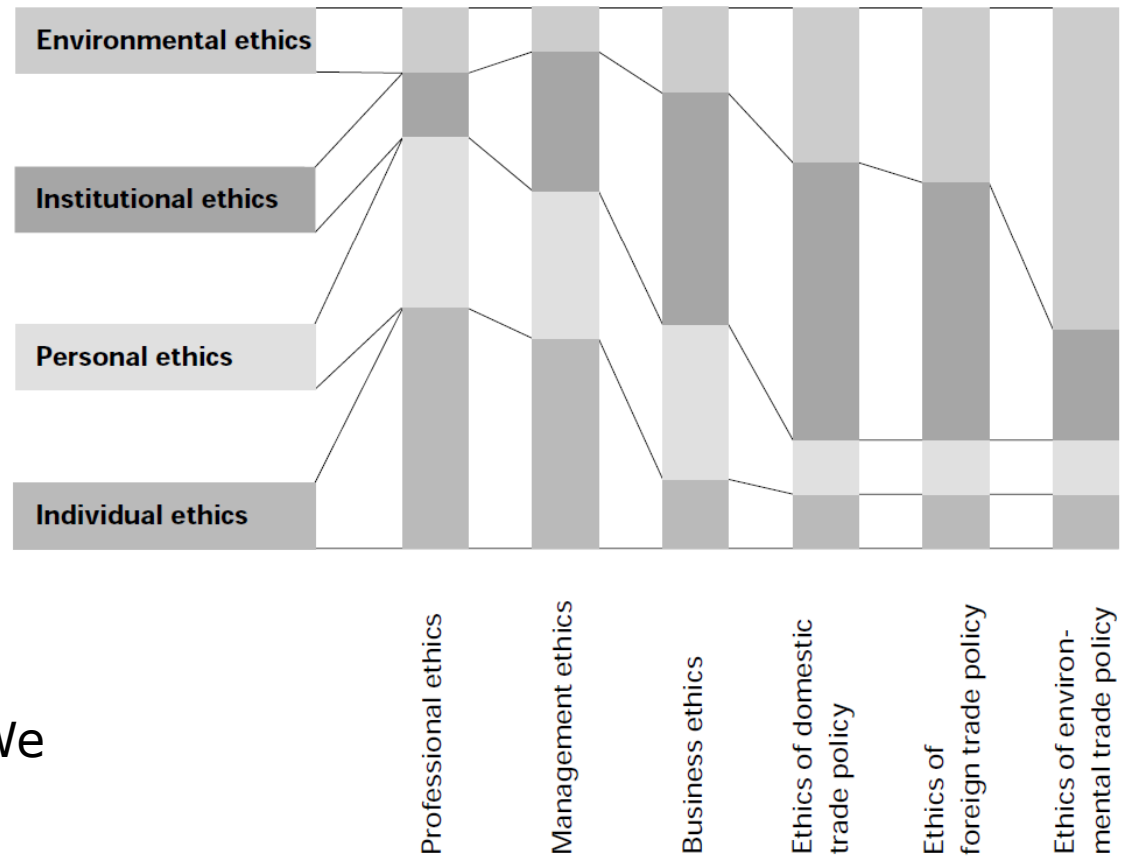 Environmental ethics
Institutional ethics
Personal ethics
Individual ethics
We
Professional ethics
Management ethics
Business ethics
Ethics of domestic
trade policy
Ethics of
foreign trade policy
Ethics of environ-
mental trade policy